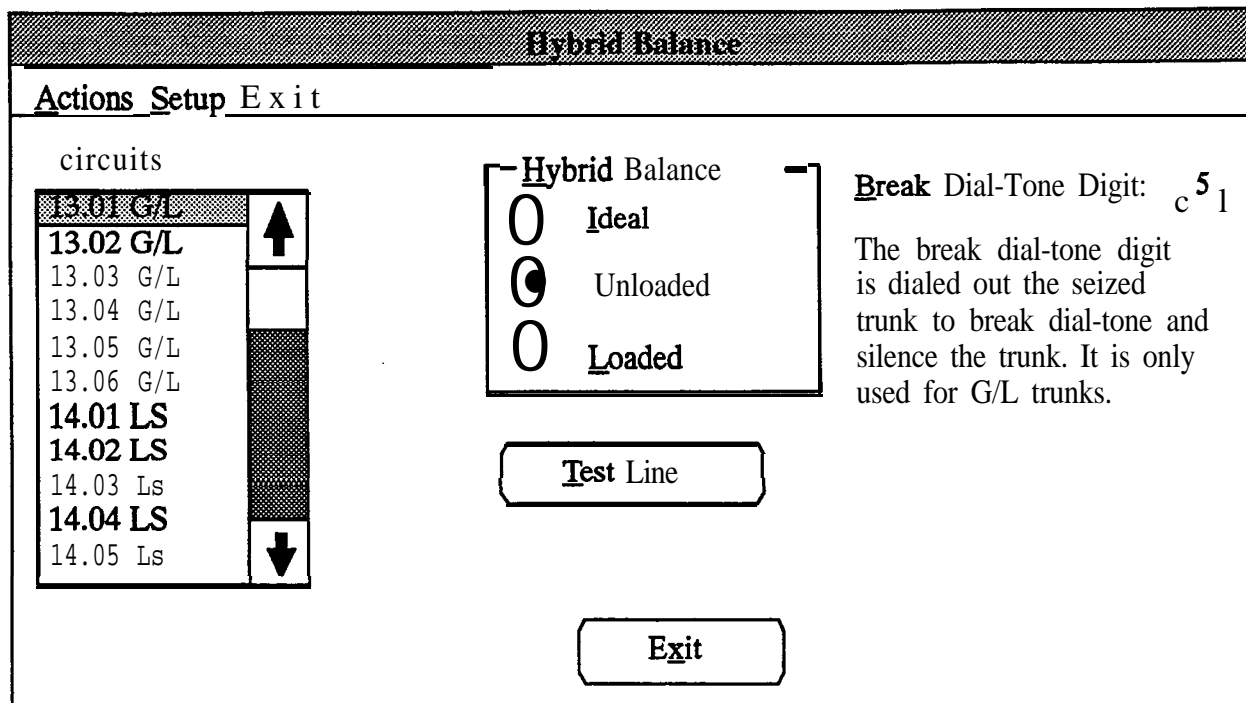 Hybrid Balance
Actions Setup Exit
circuits
13.01 G/L
13.02 G/L
13.03 G/L
13.04 G/L
13.05 G/L
13.06 G/L
14.01 LS
14.02 LS
14.03 Ls
14.04 LS
14.05 Ls
Hybrid Balance
Ideal
Unloaded
Loaded
Test Line
Exit
Break Dial-Tone Digit: c 5 l
The break dial-tone digit
is dialed out the seized
trunk to break dial-tone and
silence the trunk. It is only
used for G/L trunks.